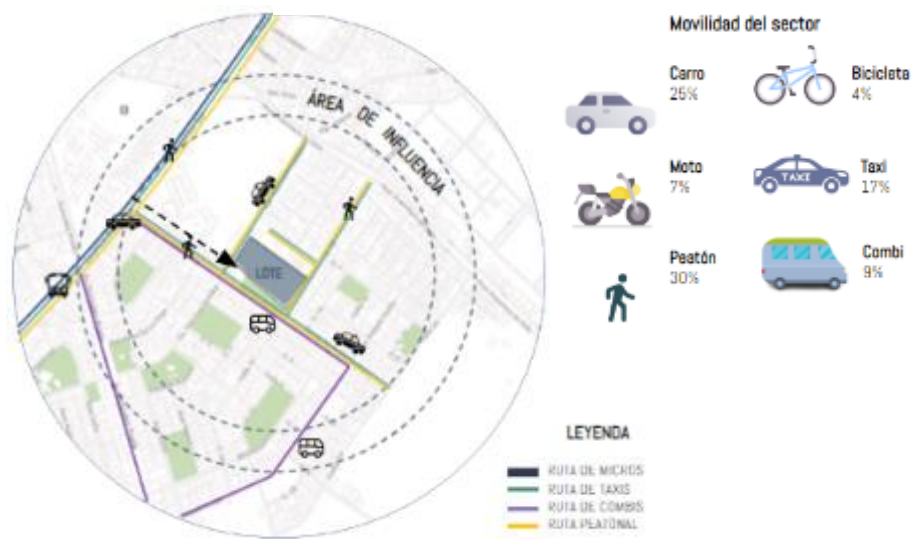 Movilidad del sector
Carro
25%
Bicicleta
4%
Moto
7%
TAXI
Taxi
17%
Peatón
30%
Combi
9%
ÁREA DE INFLUENCIA
LOTE
LEYENDA
RUTA DE MICROS
RUTA DE TAXIS
RUTA DE COMBIS
RUTA PEATONAL